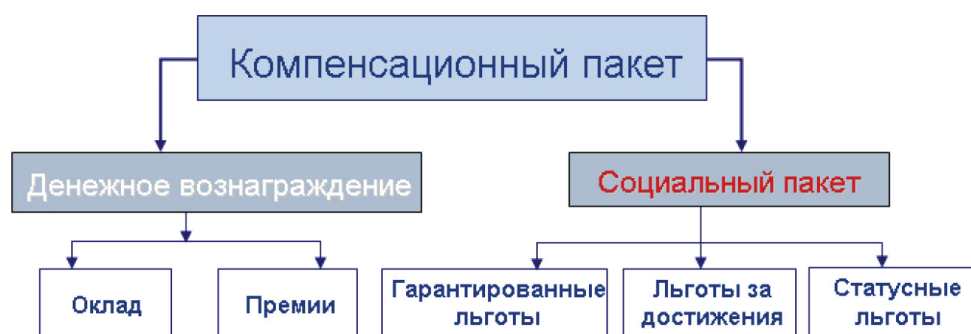 Компенсационный пакет
Денежное вознаграждение
Социальный пакет
Оклад
Премии
Гарантированные
льготы
Льготы за
достижения
Статусные
льготы